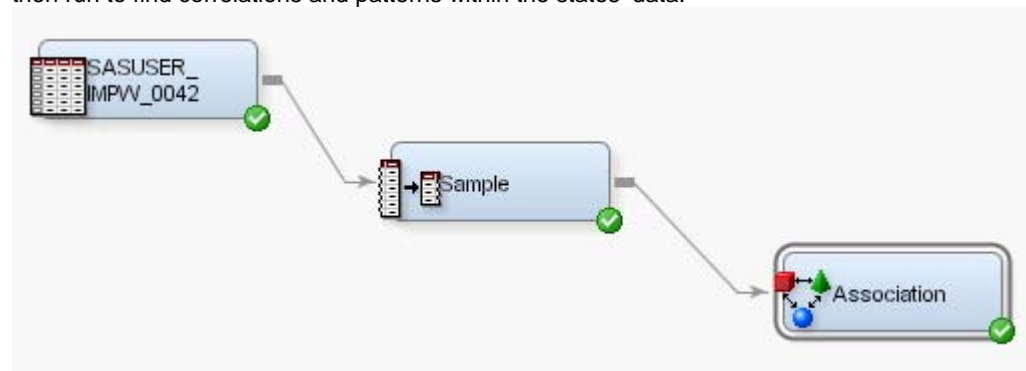 then run to find correlations and patterns within the states' data.
SASUSER_
IMPW_0042
Sample
Association